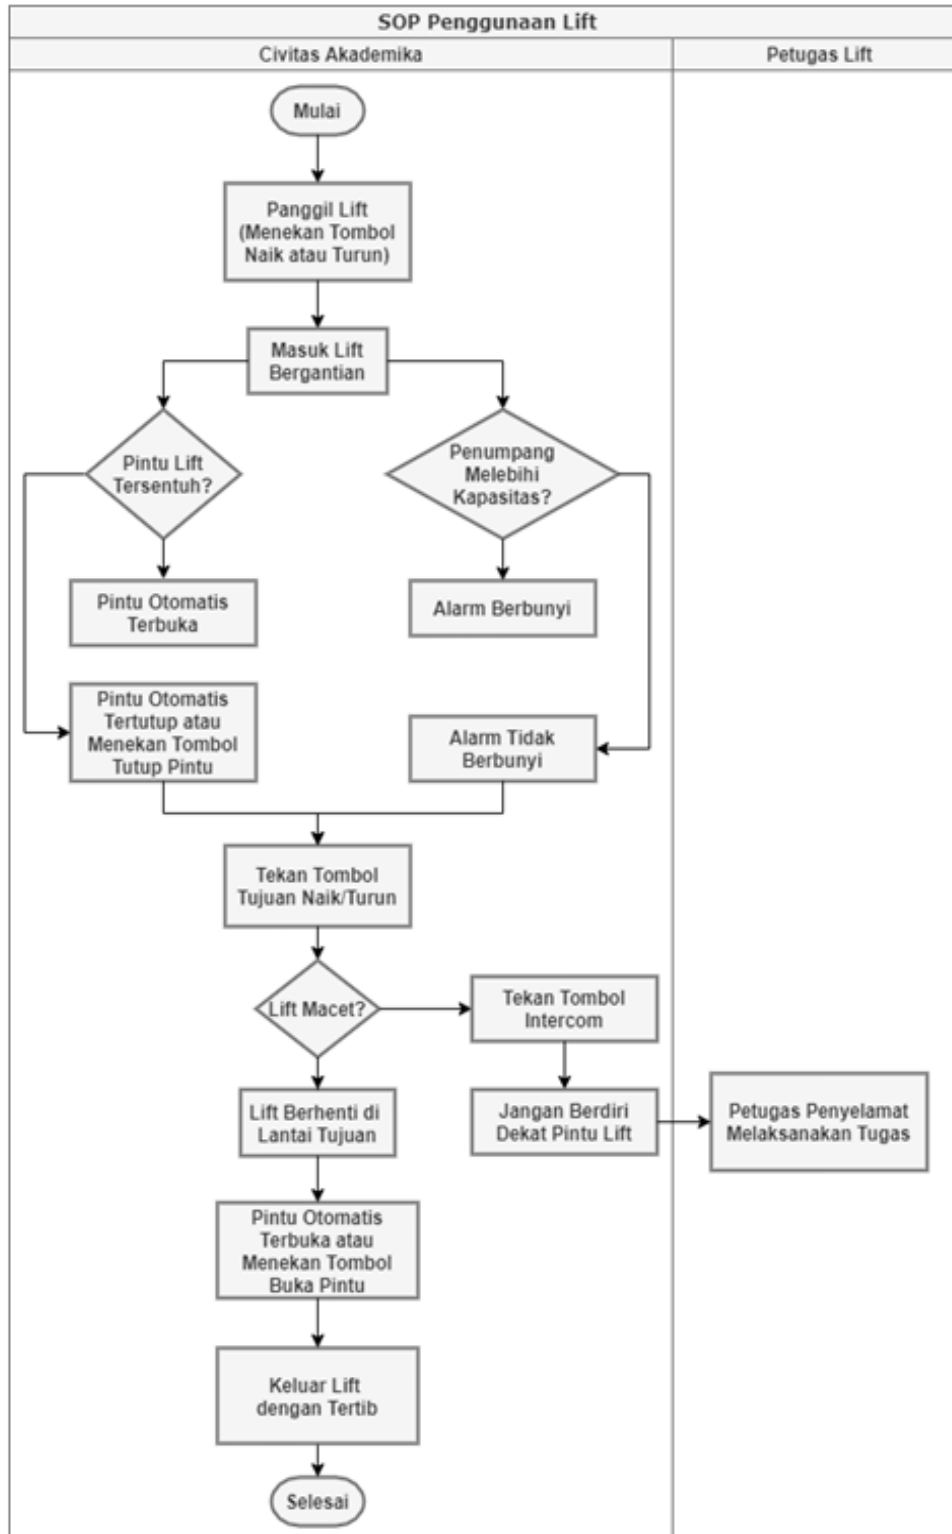 SOP Penggunaan Lift
Civitas Akademika
Petugas Lift
Mulai
Panggil Lift
(Menekan Tombol
Naik atau Turun)
Masuk Lift
Bergantian
Pintu Lift
Tersentuh?
Penumpang
Melebihi
Kapasitas?
Pintu Otomatis
Terbuka
Alarm Berbunyi
Pintu Otomatis
Tertutup atau
Menekan Tombol
Tutup Pintu
Alarm Tidak
Berbunyi
Tekan Tombol
Tujuan Naik/Turun
Lift Macet?
Tekan Tombol
Intercom
Lift Berhenti di
Lantai Tujuan
Jangan Berdiri
Dekat Pintu Lift
Petugas Penyelamat
Melaksanakan Tugas
Pintu Otomatis
Terbuka atau
Menekan Tombol
Buka Pintu
Keluar Lift
dengan Tertib
Selesai